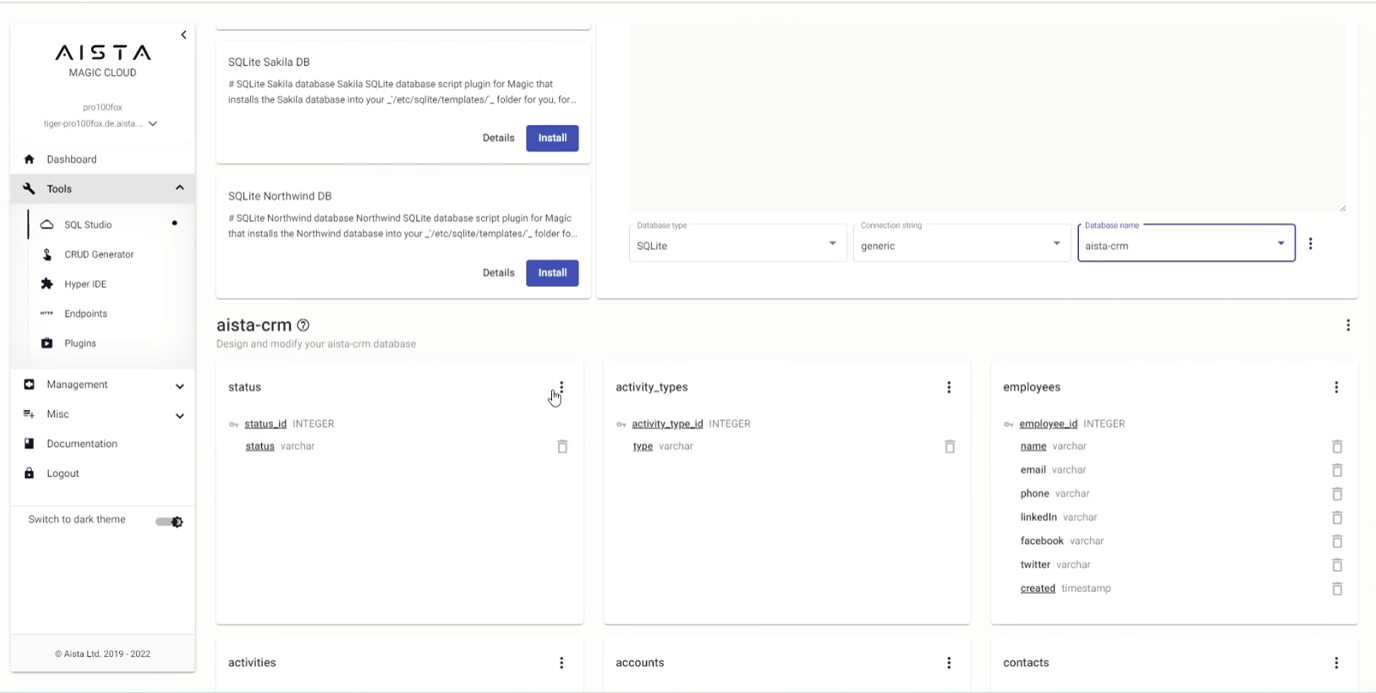 AISTA
MAGIC CLOUD
pro100fox
tiger-pro100fox.de.aista...
Dashboard
Tools
SQL Studio
CRUD Generator
Hyper IDE
HTTP
Endpoints
Plugins
Management
Misc
Documentation
Logout
Switch to dark theme
© Aista Ltd. 2019 - 2022
SQLite Sakila DB
# SQLite Sakila database Sakila SQLite database script plugin for Magic that
installs the Sakila database into your _'/etc/sqlite/templates/'_ folder for you, for...
Details
Install
SQLite Northwind DB
# SQLite Northwind database Northwind SQLite database script plugin for Magic
that installs the Northwind database into your _'/etc/sqlite/templates/'_ folder fo...
Details
Install
Database type
SQLite
Connection string
generic
Database name
aista-crm
aista-crm
Design and modify your aista-crm database
status
status_id INTEGER
status varchar
activity_types
activity_type_id INTEGER
type varchar
employees
employee_id INTEGER
name varchar
email varchar
phone varchar
linkedIn varchar
facebook varchar
twitter varchar
created timestamp
activities
accounts
contacts